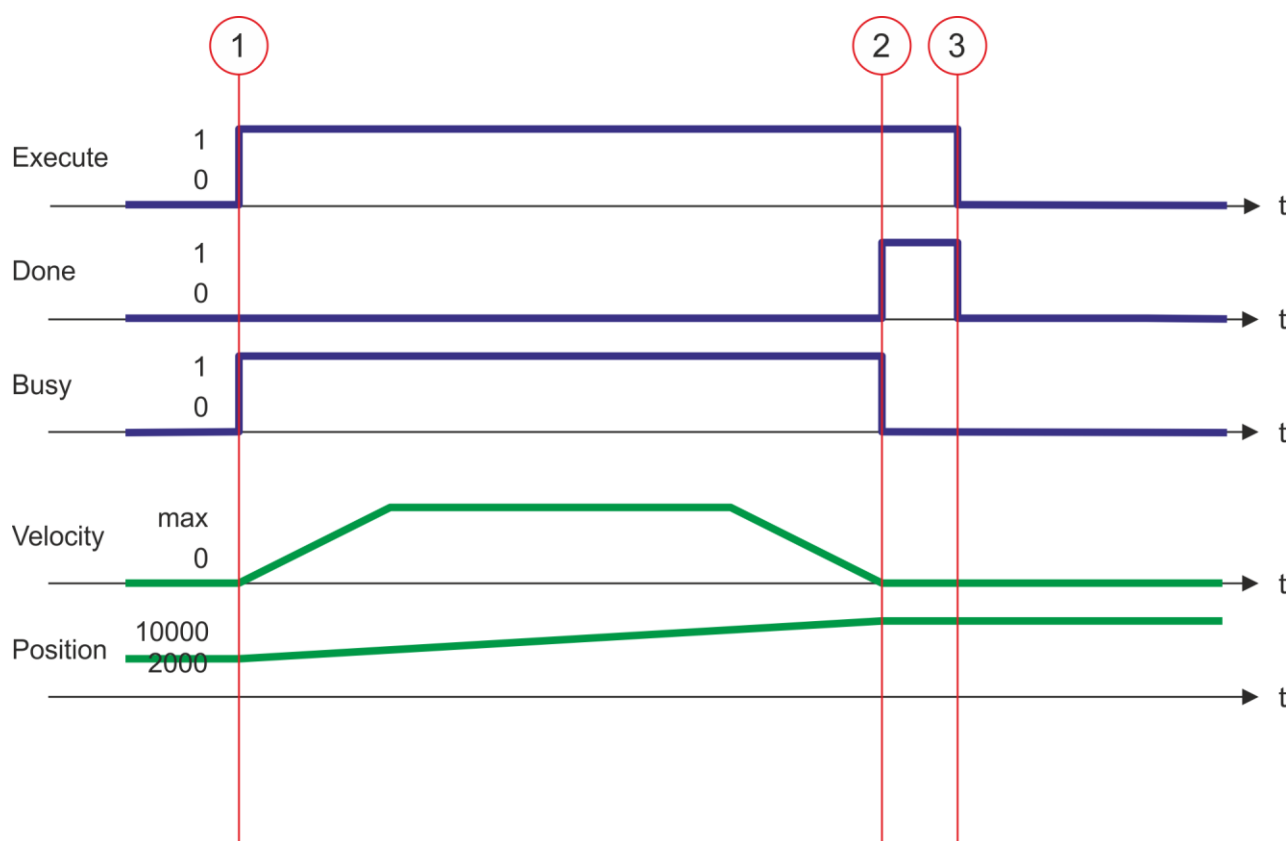 1 2 3
Execute 1
0
t
Done 1
0
t
Busy 1
0
t
Velocity max
0
t
Position 10000
2000
t